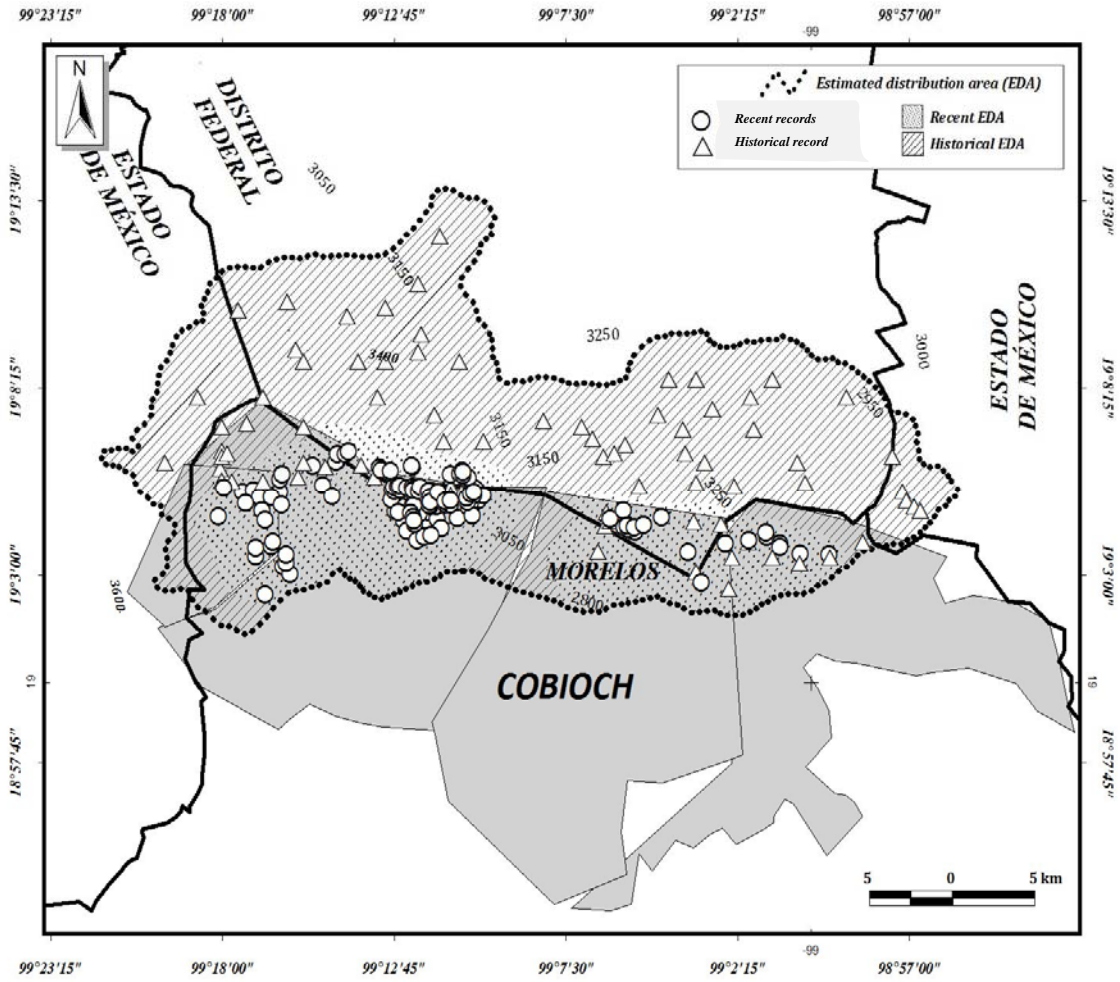 99°23'15" 99°18'00" 99°12'45" 99°7'30" 99°2'15" 98°57'00"
-99
N
Estimated distribution area (EDA)
Recent records
Recent EDA
Historical record
Historical EDA
DISTRITO
FEDERAL
ESTADO
DE MÉXICO
3050
19°13'30"
19°13'30"
3150
3250
3000
ESTADO
DE MÉXICO
3400
19°8'15"
19°8'15"
2950
3150
3150
3250
3050
MORELOS
19°3'00"
19°3'00"
3600
2800
COBIOCH
19
19
18°57'45"
18°57'45"
5 0 5 km
-99
99°23'15" 99°18'00" 99°12'45" 99°7'30" 99°2'15" 98°57'00"